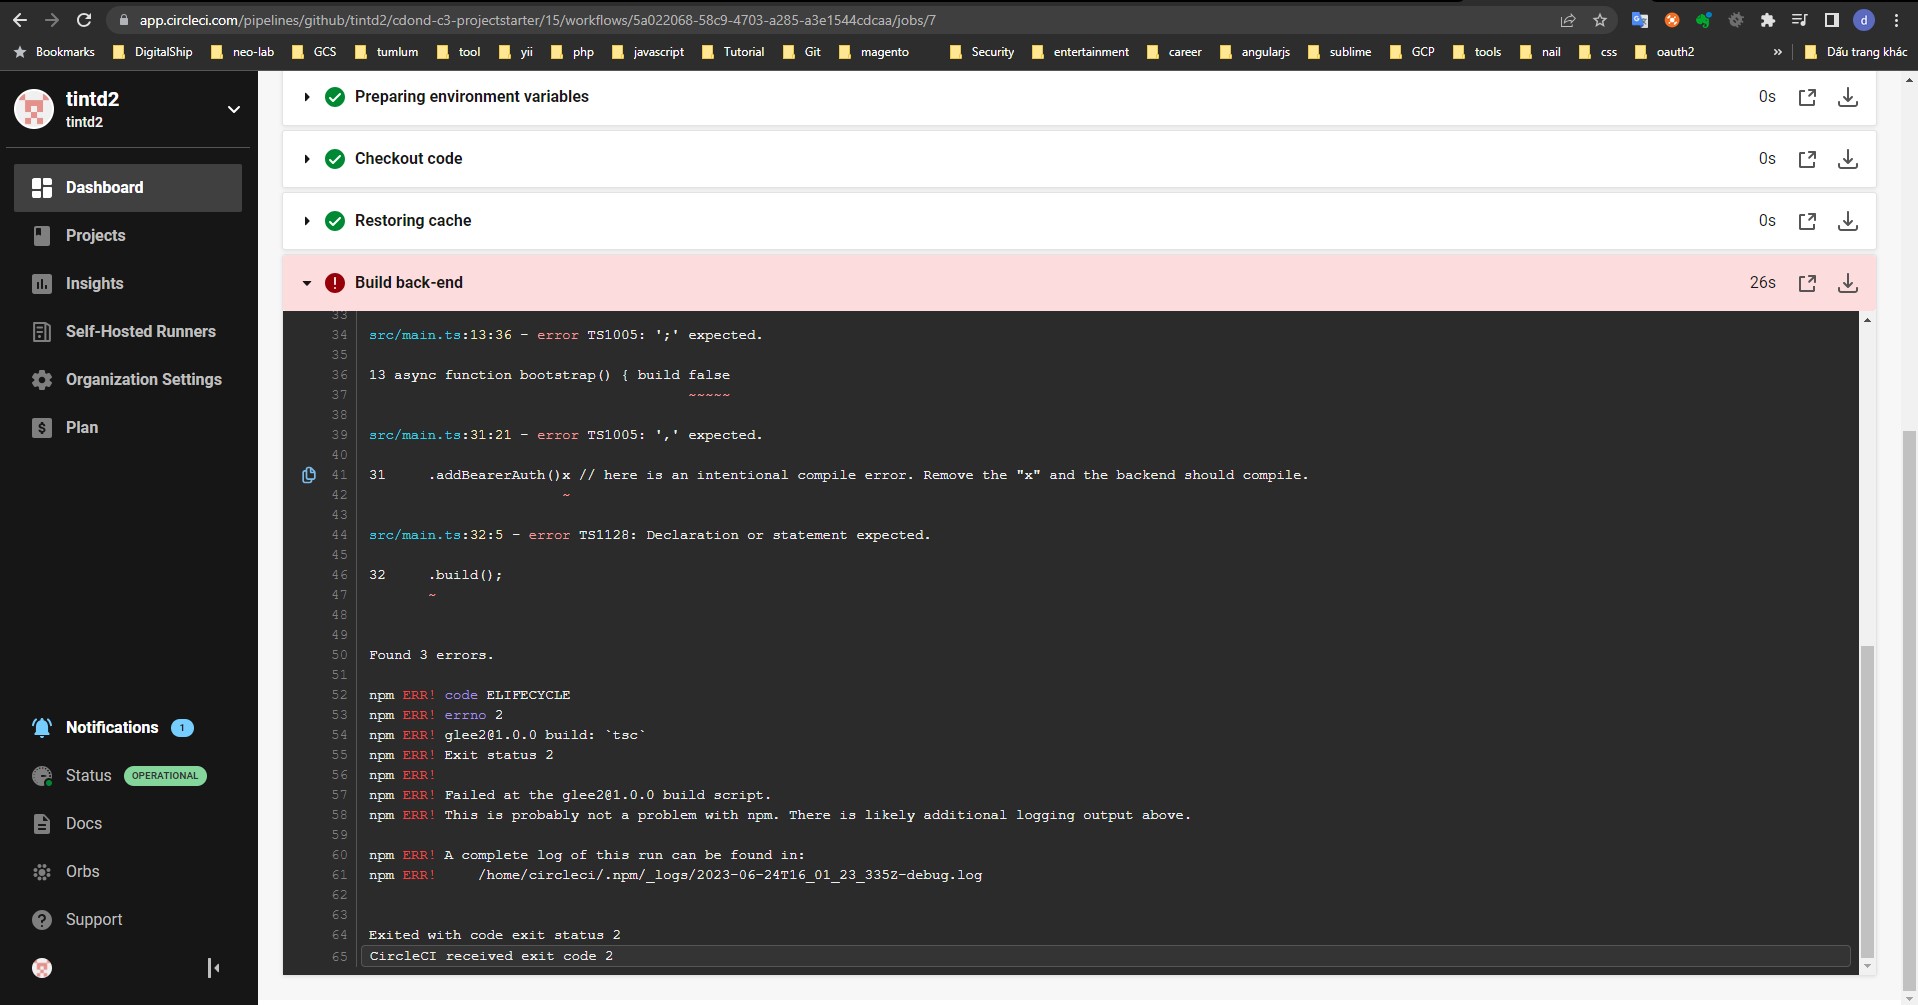 app.circleci.com/pipelines/github/tintd2/cdond-c3-projectstarter/15/workflows/5a022068-58c9-4703-a285-a3e1544cdcaa/jobs/7
d
Bookmarks DigitalShip neo-lab GCS tumlum tool yii php javascript Tutorial Git magento Security entertainment career angularjs sublime GCP tools nail css oauth2 » Dấu trang khác
tintd2
tintd2
Dashboard
Projects
Insights
Self-Hosted Runners
Organization Settings
Plan
Notifications 1
Status OPERATIONAL
Docs
Orbs
Support
Preparing environment variables 0s
Checkout code 0s
Restoring cache 0s
Build back-end 26s
33
34 src/main.ts:13:36 - error TS1005: ';' expected.
35
36 13 async function bootstrap() { build false
37 ~~~~~
38
39 src/main.ts:31:21 - error TS1005: ',' expected.
40
41 31 .addBearerAuth()x // here is an intentional compile error. Remove the "x" and the backend should compile.
42 ~
43
44 src/main.ts:32:5 - error TS1128: Declaration or statement expected.
45
46 32 .build();
47 ~
48
49
50 Found 3 errors.
51
52 npm ERR! code ELIFECYCLE
53 npm ERR! errno 2
54 npm ERR! glee2@1.0.0 build: `tsc`
55 npm ERR! Exit status 2
56 npm ERR!
57 npm ERR! Failed at the glee2@1.0.0 build script.
58 npm ERR! This is probably not a problem with npm. There is likely additional logging output above.
59
60 npm ERR! A complete log of this run can be found in:
61 npm ERR! /home/circleci/.npm/_logs/2023-06-24T16_01_23_335Z-debug.log
62
63
64 Exited with code exit status 2
65 CircleCI received exit code 2